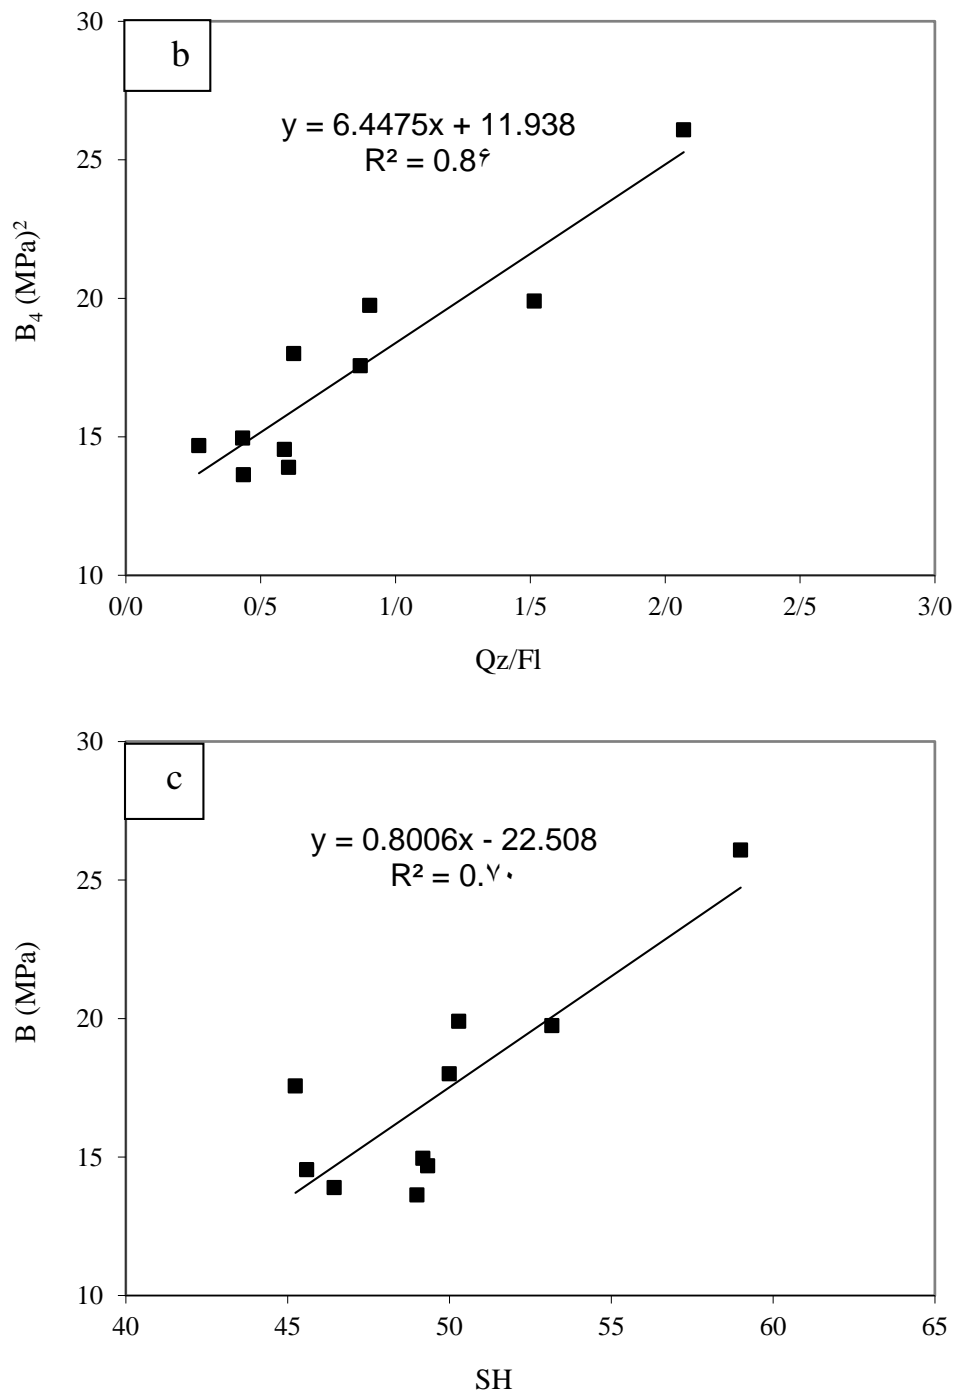 b
y = 6.4475x + 11.938
R² = 0.8۶
30
25
20
15
10
B₄ (MPa)²
0/0 0/5 1/0 1/5 2/0 2/5 3/0
Qz/Fl
c
y = 0.8006x - 22.508
R² = 0.۷۰
30
25
20
15
10
B (MPa)
40 45 50 55 60 65
SH